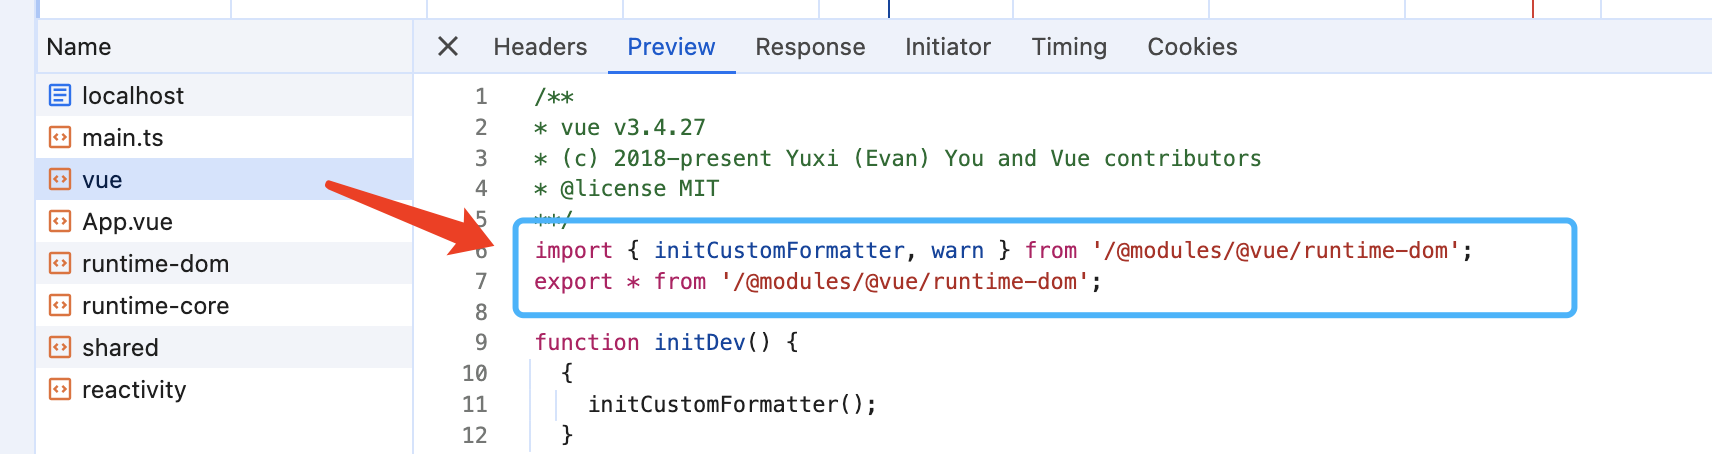 Name
localhost
main.ts
vue
App.vue
runtime-dom
runtime-core
shared
reactivity
Headers Preview Response Initiator Timing Cookies
1 /**
2 * vue v3.4.27
3 * (c) 2018-present Yuxi (Evan) You and Vue contributors
4 * @license MIT
5 **/
6 import { initCustomFormatter, warn } from '/@modules/@vue/runtime-dom';
7 export * from '/@modules/@vue/runtime-dom';
8
9 function initDev() {
10 {
11 initCustomFormatter();
12 }